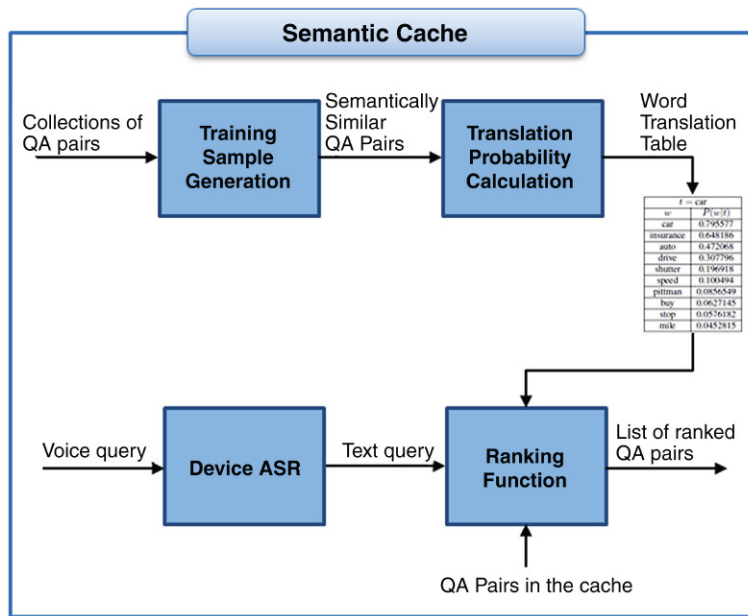 Semantic Cache
Collections of
QA pairs
Training
Sample
Generation
Semantically
Similar
QA Pairs
Translation
Probability
Calculation
Word
Translation
Table
t = car
w P(w|t)
car 0.795577
insurance 0.648186
auto 0.472068
drive 0.307796
shutter 0.196918
speed 0.100494
pittman 0.0856549
buy 0.0627145
stop 0.0576182
mile 0.0452815
Voice query
Device ASR
Text query
Ranking
Function
List of ranked
QA pairs
QA Pairs in the cache